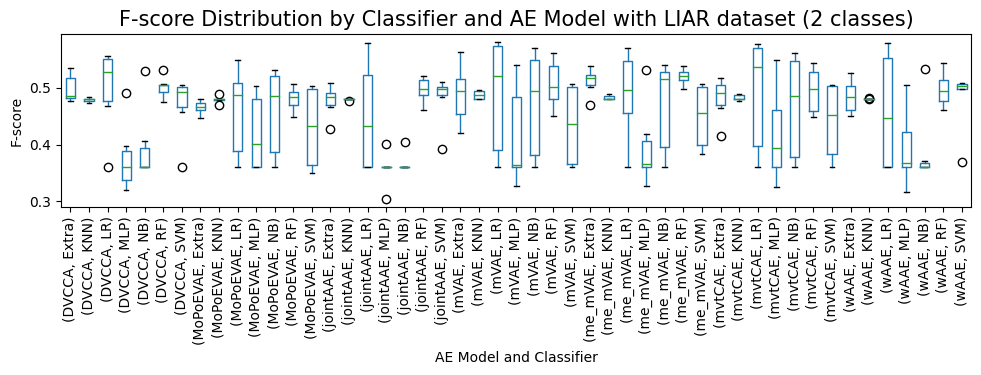 F-score Distribution by Classifier and AE Model with LIAR dataset (2 classes)
F-score
0.5
0.4
0.3
(DVCCA, Extra)
(DVCCA, KNN)
(DVCCA, LR)
(DVCCA, MLP)
(DVCCA, NB)
(DVCCA, RF)
(DVCCA, SVM)
(MoPoEVAE, Extra)
(MoPoEVAE, KNN)
(MoPoEVAE, LR)
(MoPoEVAE, MLP)
(MoPoEVAE, NB)
(MoPoEVAE, RF)
(MoPoEVAE, SVM)
(jointAAE, Extra)
(jointAAE, KNN)
(jointAAE, LR)
(jointAAE, MLP)
(jointAAE, NB)
(jointAAE, RF)
(jointAAE, SVM)
(mVAE, Extra)
(mVAE, KNN)
(mVAE, LR)
(mVAE, MLP)
(mVAE, NB)
(mVAE, RF)
(mVAE, SVM)
(me_mVAE, Extra)
(me_mVAE, KNN)
(me_mVAE, LR)
(me_mVAE, MLP)
(me_mVAE, NB)
(me_mVAE, RF)
(me_mVAE, SVM)
(mvtCAE, Extra)
(mvtCAE, KNN)
(mvtCAE, LR)
(mvtCAE, MLP)
(mvtCAE, NB)
(mvtCAE, RF)
(mvtCAE, SVM)
(wAAE, Extra)
(wAAE, KNN)
(wAAE, LR)
(wAAE, MLP)
(wAAE, NB)
(wAAE, RF)
(wAAE, SVM)
AE Model and Classifier